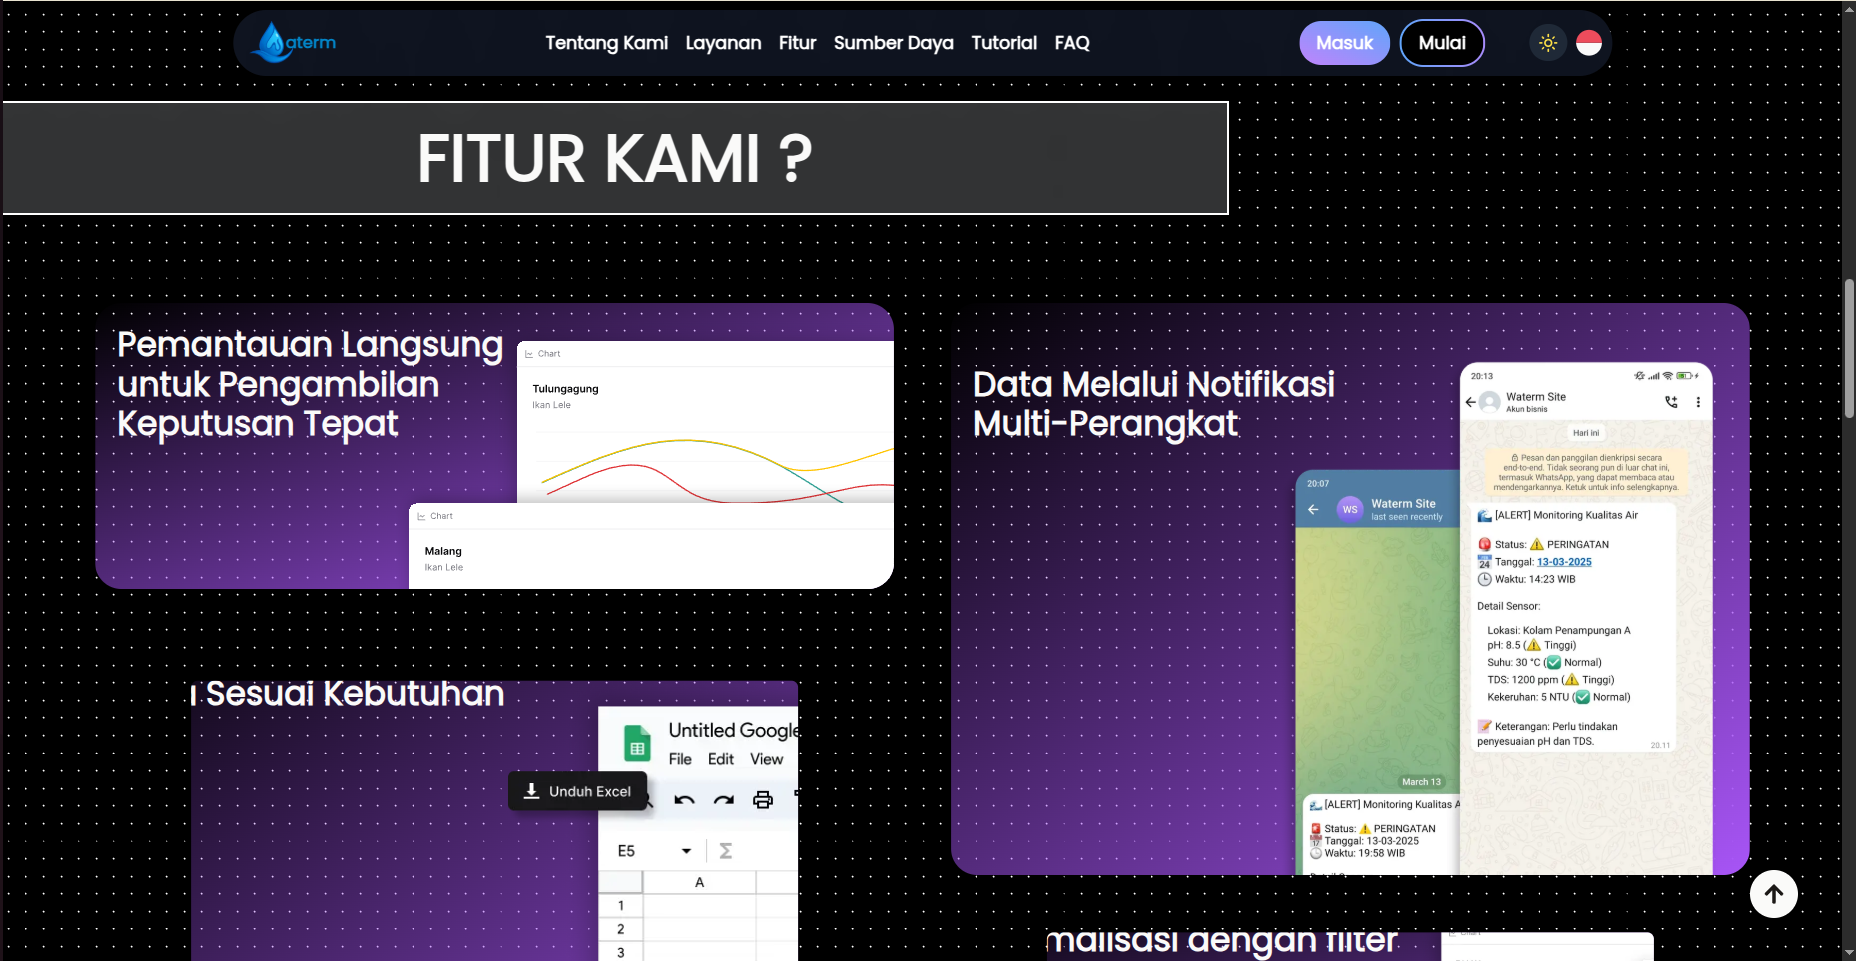 aterm
Tentang Kami Layanan Fitur Sumber Daya Tutorial FAQ
Masuk Mulai
FITUR KAMI ?
Pemantauan Langsung
untuk Pengambilan
Keputusan Tepat
Chart
Tulungagung
Ikan Lele
Chart
Malang
Ikan Lele
Data Melalui Notifikasi
Multi-Perangkat
20:13
Waterm Site
Akun bisnis
Hari ini
Pesan dan panggilan dienkripsi secara
end-to-end. Tidak seorang pun di luar chat ini,
termasuk WhatsApp, yang dapat membaca atau
mendengarkannya. Ketuk untuk info selengkapnya.
[ALERT] Monitoring Kualitas Air
Status: ⚠️ PERINGATAN
24 Tanggal: 13-03-2025
Waktu: 14:23 WIB
Detail Sensor:
Lokasi: Kolam Penampungan A
pH: 8.5 (⚠️ Tinggi)
Suhu: 30 °C (✅ Normal)
TDS: 1200 ppm (⚠️ Tinggi)
Kekeruhan: 5 NTU (✅ Normal)
Keterangan: Perlu tindakan
penyesuaian pH dan TDS.
20.11
20:07
WS
Waterm Site
last seen recently
March 13
[ALERT] Monitoring Kualitas A
Status: ⚠️ PERINGATAN
17 Tanggal: 13-03-2025
Waktu: 19:58 WIB
Sesuai Kebutuhan
Untitled Google
File Edit View
Unduh Excel
E5
Σ
A
1
2
3
malisasi dengan filter